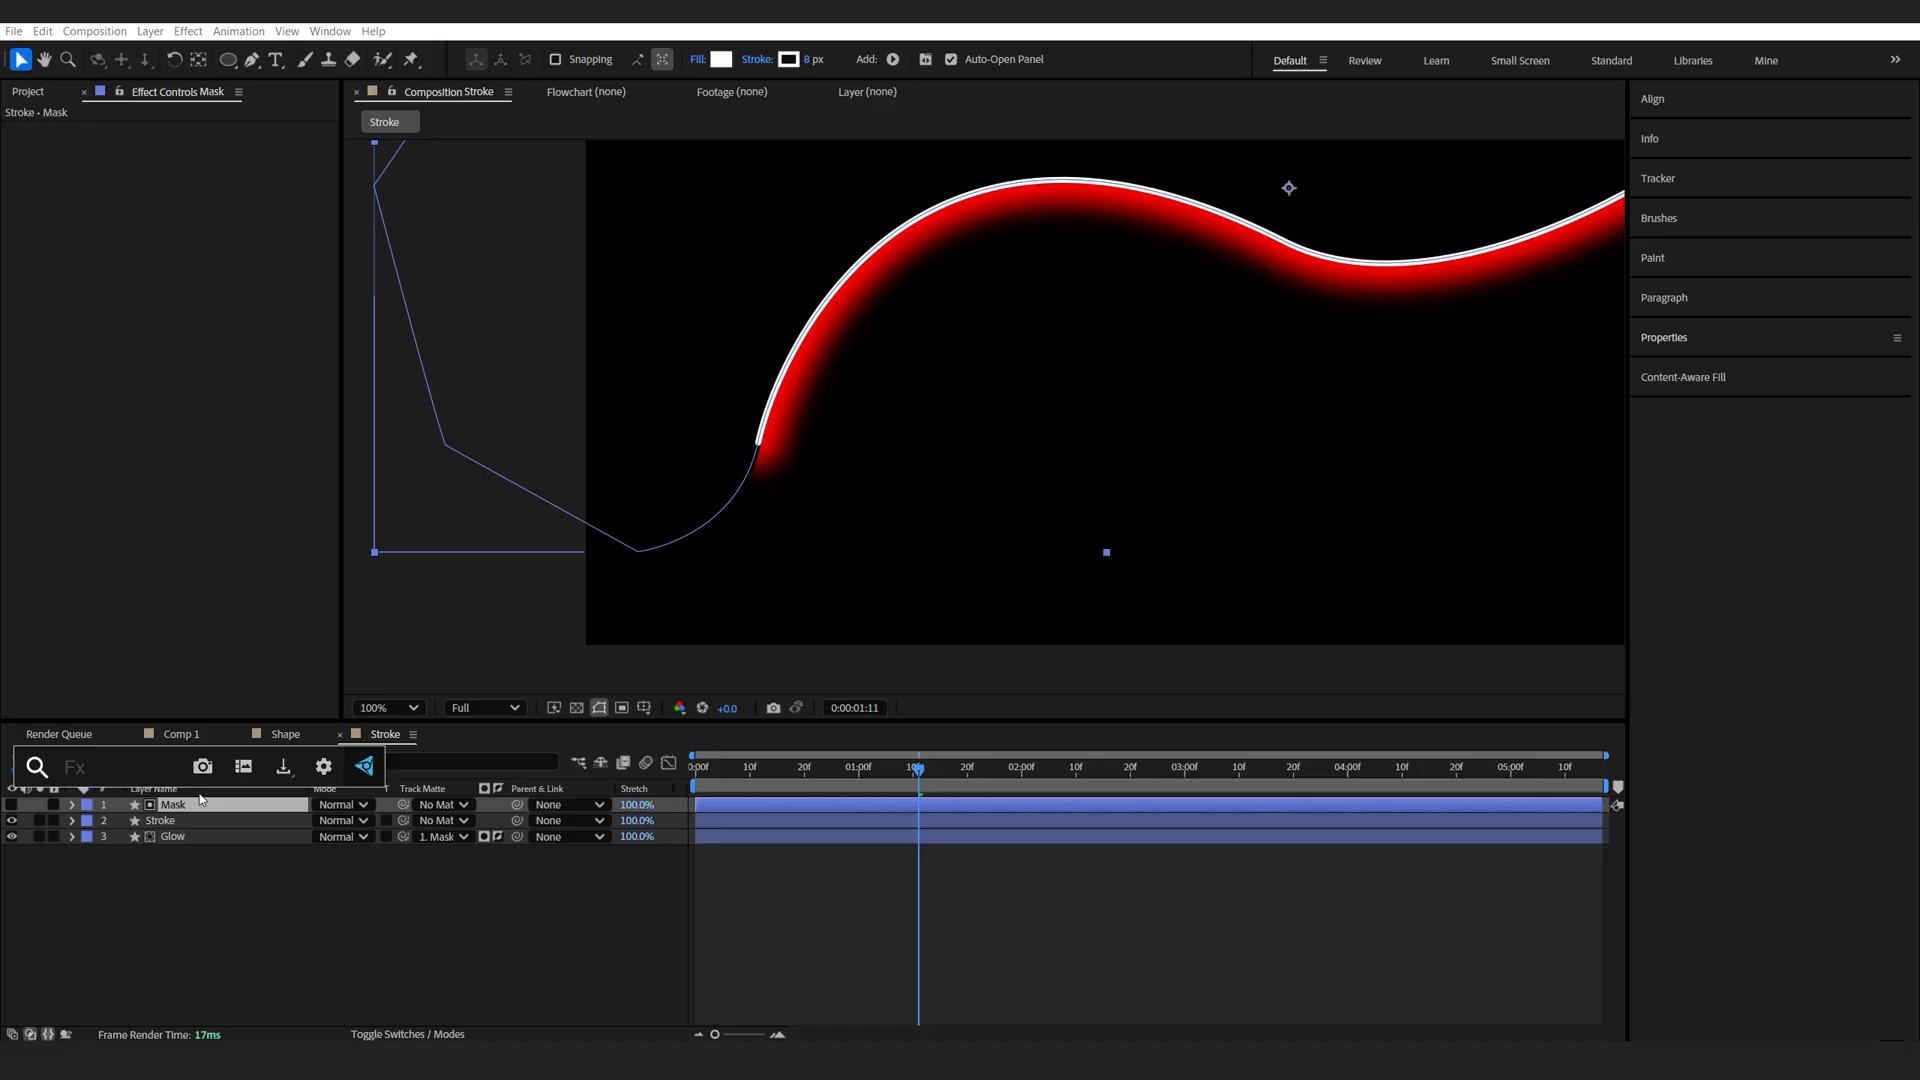 File Edit Composition Layer Effect Animation View Window Help
Snapping Fill: Stroke: 8 px Add: Auto-Open Panel Default Review Learn Small Screen Standard Libraries Mine
Project Effect Controls Mask Composition Stroke Flowchart (none) Footage (none) Layer (none)
Stroke • Mask
Stroke
Align
Info
Tracker
Brushes
Paint
Paragraph
Properties
Content-Aware Fill
100% Full +0.0 0:00:01:11
Render Queue Comp 1 Shape Stroke
Fx
0:00f 10f 20f 01:00f 20f 02:00f 10f 20f 03:00f 10f 20f 04:00f 10f 20f 05:00f 10f
# Layer Name Mode T Track Matte Parent & Link Stretch
1 Mask Normal No Mat None 100.0%
2 Stroke Normal No Mat None 100.0%
3 Glow Normal 1. Mask None 100.0%
Frame Render Time: 17ms Toggle Switches / Modes